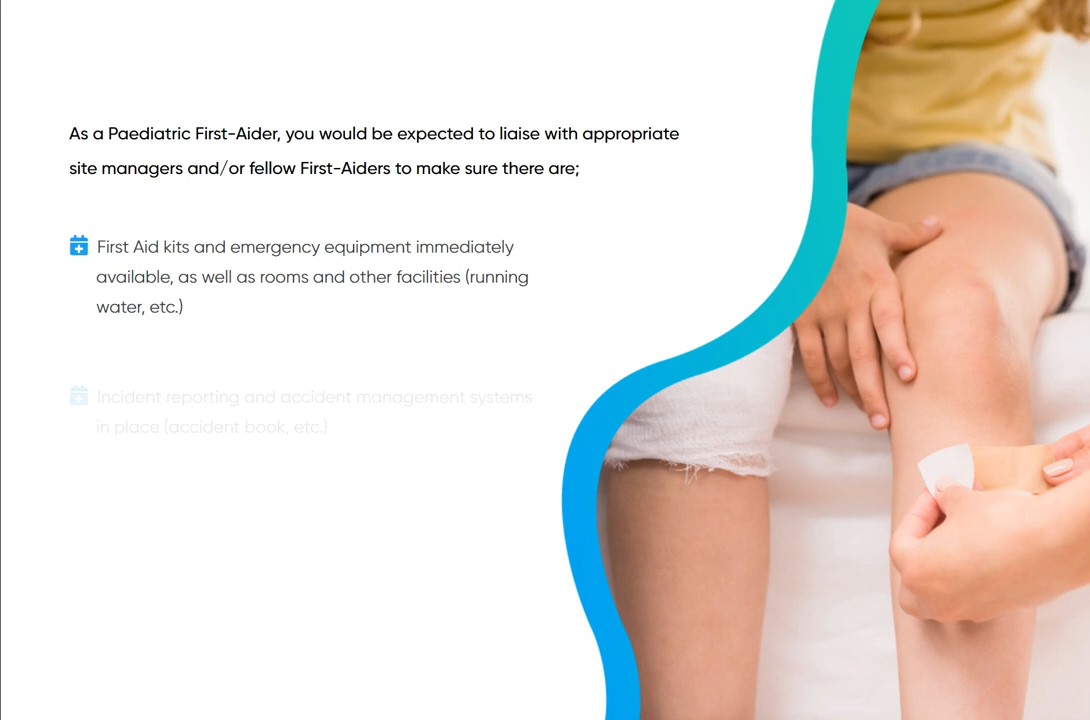 As a Paediatric First-Aider, you would be expected to liaise with appropriate
site managers and/or fellow First-Aiders to make sure there are;
First Aid kits and emergency equipment immediately
available, as well as rooms and other facilities (running
water, etc.)
Incident reporting and accident management systems
in place (accident book, etc.)